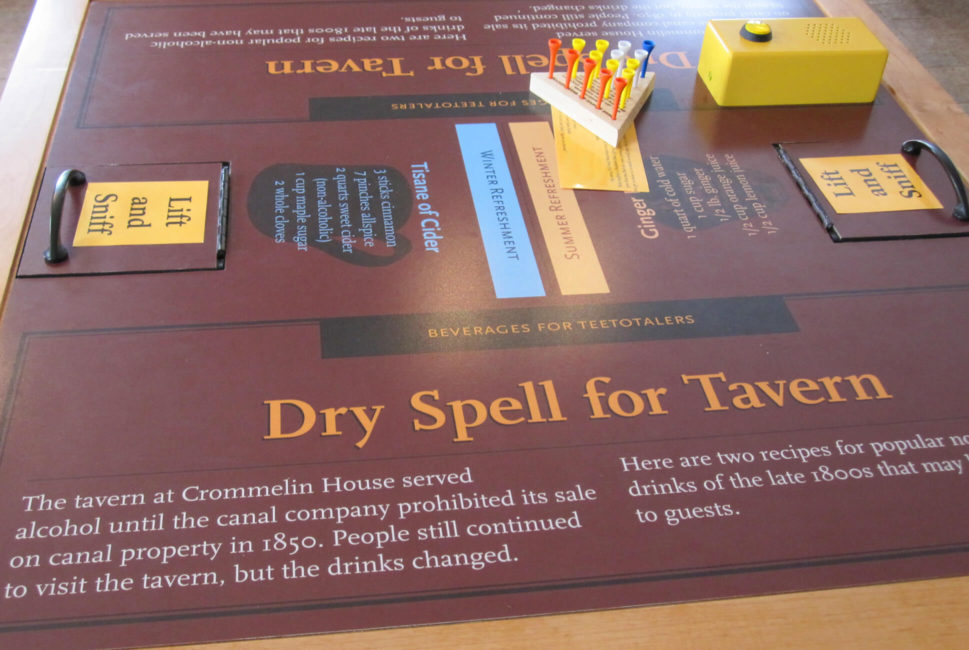 Here are two recipes for popular non-alcoholic
drinks of the late 1800s that may have been served
to guests.
for Tavern
FOR TEETOTALERS
Lift
and
Sniff
Tisane of Cider
3 sticks cinnamon
7 pinches allspice
2 quarts sweet cider
(non-alcoholic)
1 cup maple sugar
2 whole cloves
WINTER REFRESHMENT
SUMMER REFRESHMENT
Ginger
1 quart of cold water
1 cup sugar
1/2 lb. ginger
1/2 cup orange juice
1/2 cup lemon juice
Lift
and
Sniff
BEVERAGES FOR TEETOTALERS
Dry Spell for Tavern
The tavern at Crommelin House served
alcohol until the canal company prohibited its sale
on canal property in 1850. People still continued
to visit the tavern, but the drinks changed.
Here are two recipes for popular
drinks of the late 1800s that may
to guests.